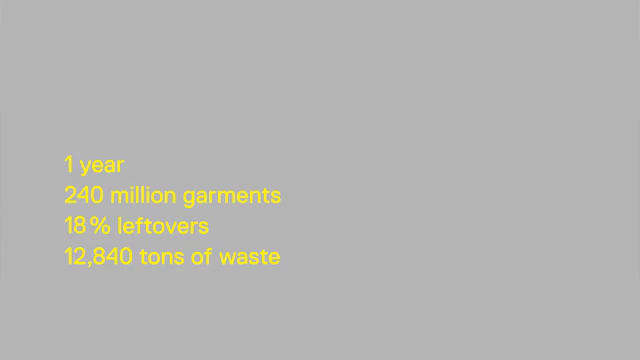 1 year
240 million garments
18% leftovers
12,840 tons of waste